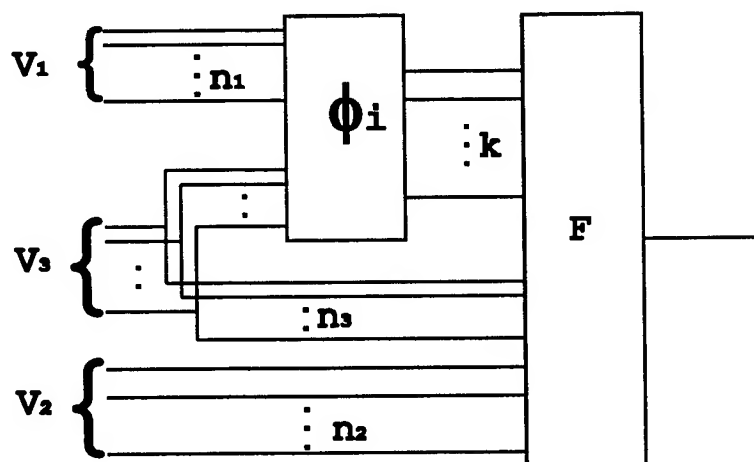 V₁
n₁
ϕi
k
V₃
F
n₃
V₂
n₂